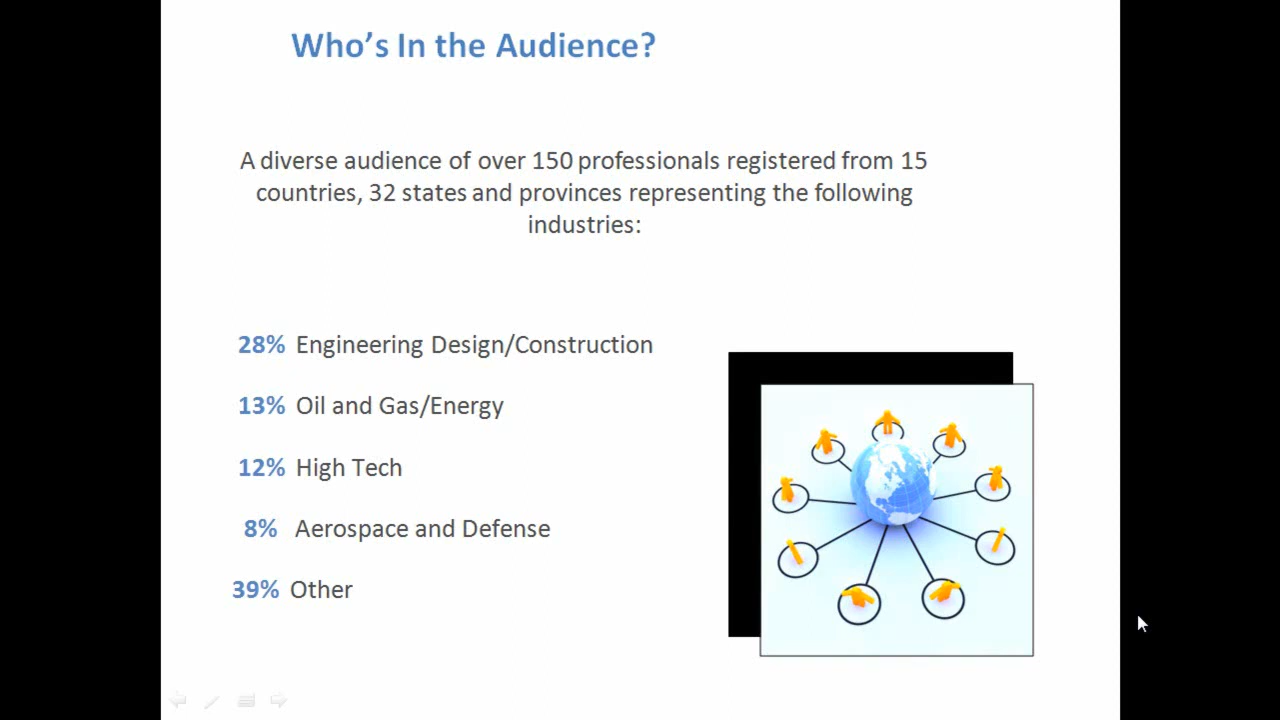 Who’s In the Audience?
A diverse audience of over 150 professionals registered from 15
countries, 32 states and provinces representing the following
industries:
28% Engineering Design/Construction
13% Oil and Gas/Energy
12% High Tech
8% Aerospace and Defense
39% Other